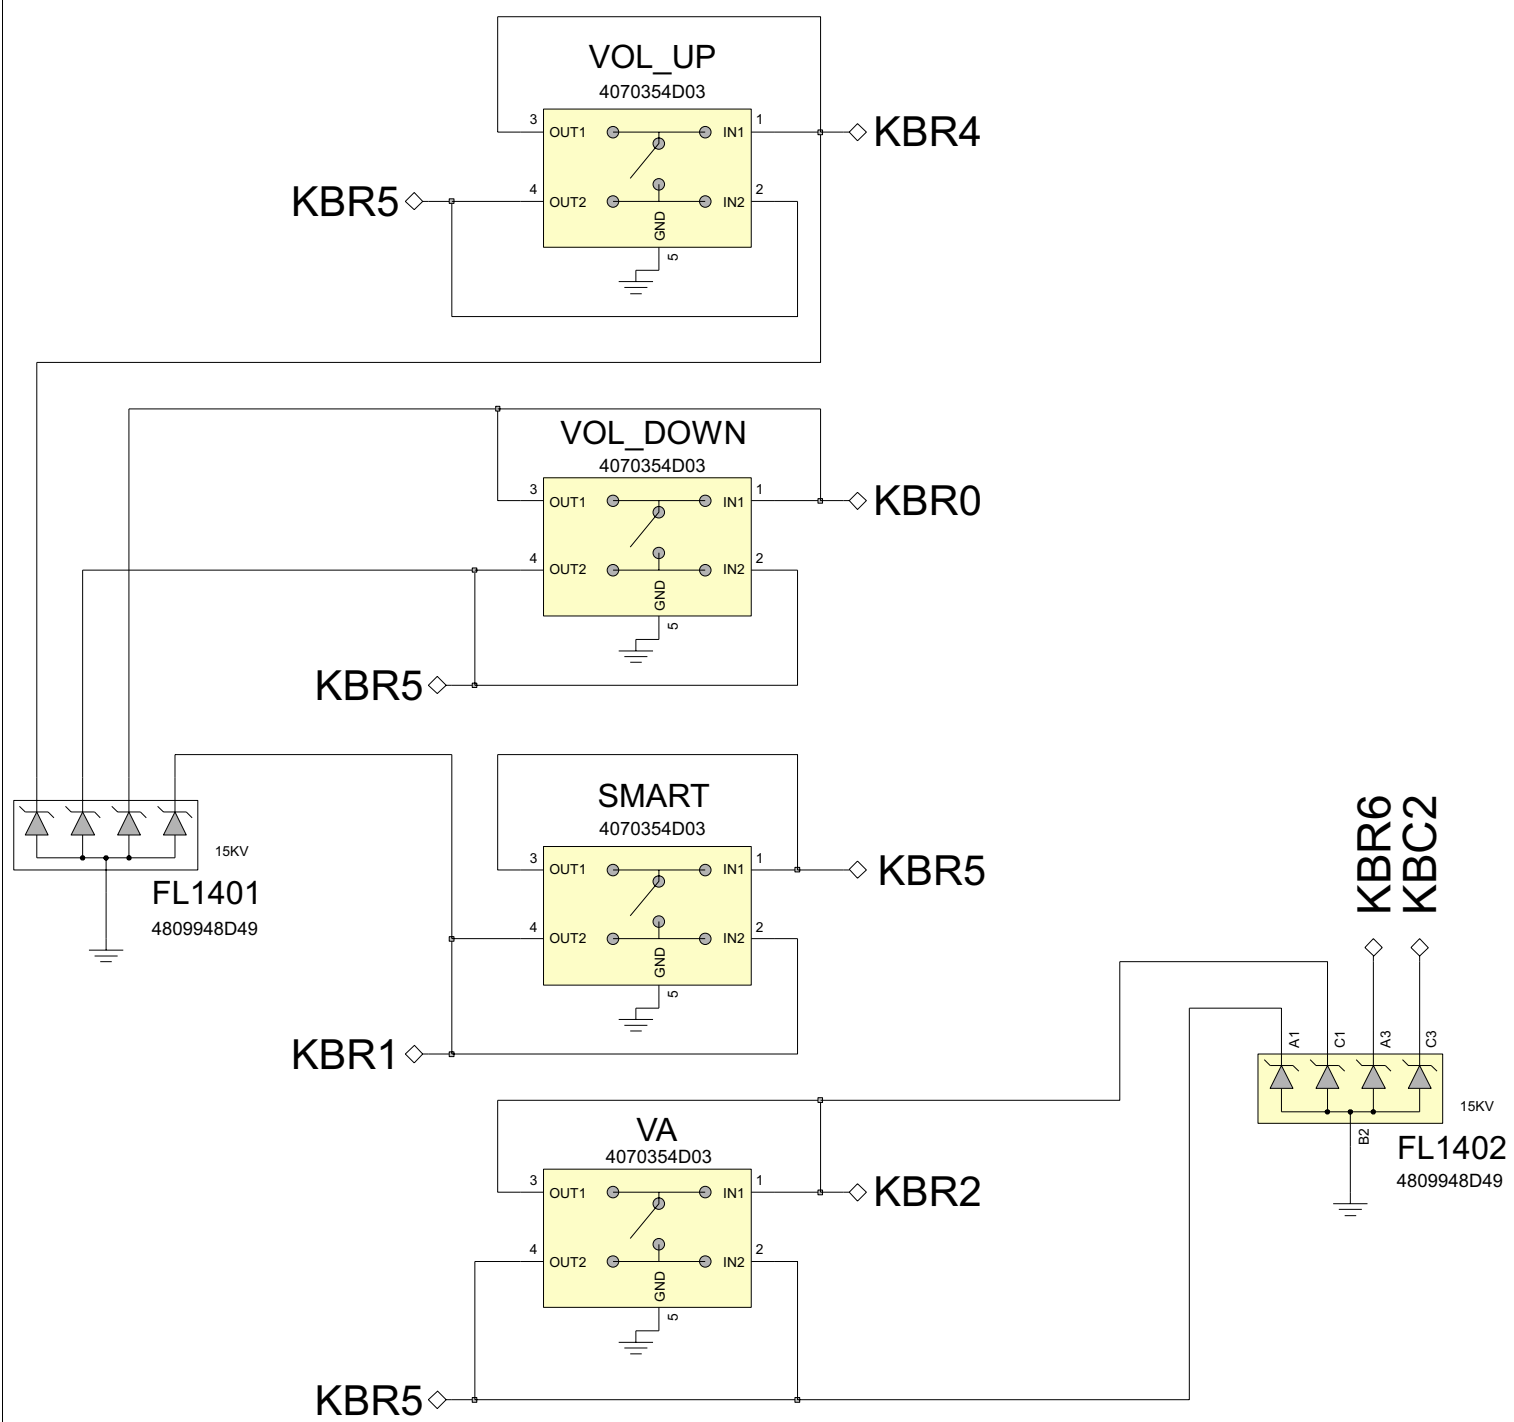 VOL_UP
4070354D03
3 OUT1 IN1 1 KBR4
KBR5 4 OUT2 IN2 2
GND
5
VOL_DOWN
4070354D03
3 OUT1 IN1 1 KBR0
4 OUT2 IN2 2
GND
5
KBR5
SMART
4070354D03
3 OUT1 IN1 1 KBR5
4 OUT2 IN2 2
GND
5
KBR1
15KV
FL1401
4809948D49
VA
4070354D03
3 OUT1 IN1 1 KBR2
4 OUT2 IN2 2
GND
5
KBR5
KBR6
KBC2
A1 C1 A3 C3
15KV
B2
FL1402
4809948D49